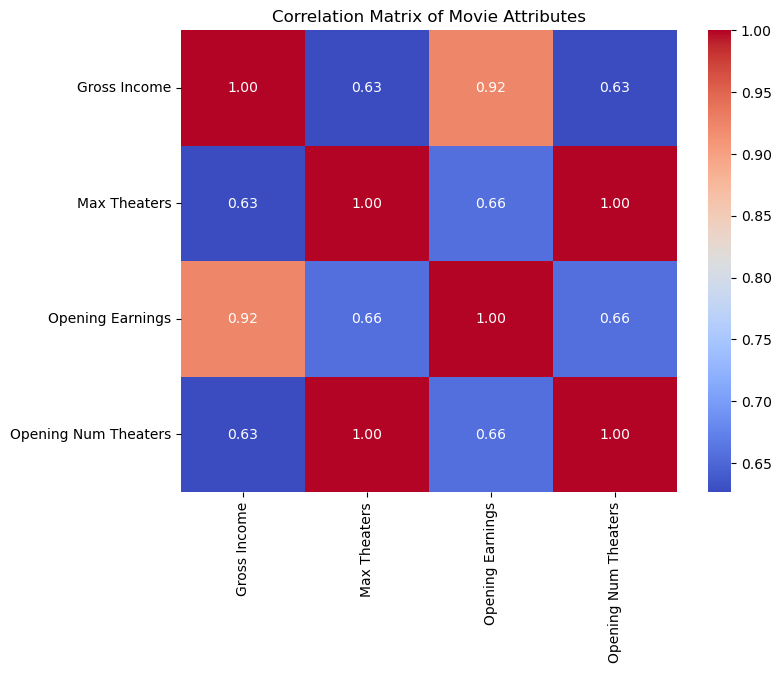 Correlation Matrix of Movie Attributes
Gross Income 1.00 0.63 0.92 0.63
Max Theaters 0.63 1.00 0.66 1.00
Opening Earnings 0.92 0.66 1.00 0.66
Opening Num Theaters 0.63 1.00 0.66 1.00
Gross Income
Max Theaters
Opening Earnings
Opening Num Theaters
1.00
0.95
0.90
0.85
0.80
0.75
0.70
0.65